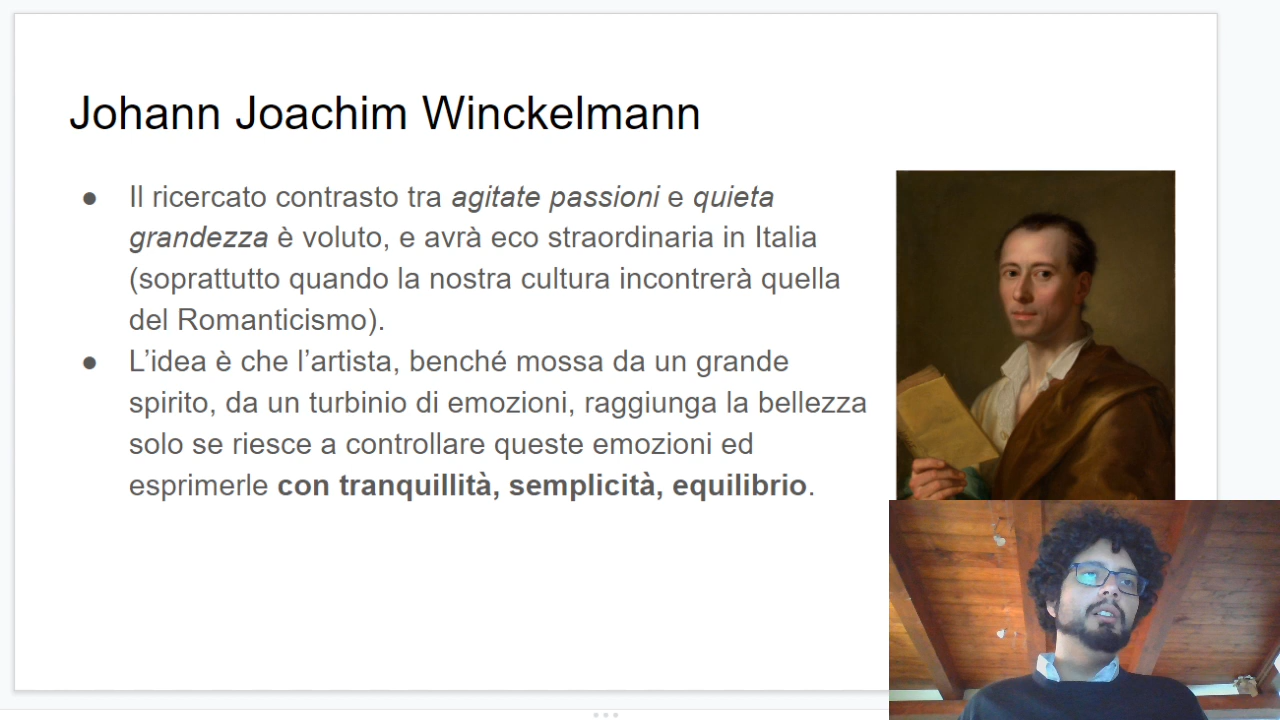 Johann Joachim Winckelmann
● Il ricercato contrasto tra agitate passioni e quieta
grandezza è voluto, e avrà eco straordinaria in Italia
(soprattutto quando la nostra cultura incontrerà quella
del Romanticismo).
● L’idea è che l’artista, benché mossa da un grande
spirito, da un turbinio di emozioni, raggiunga la bellezza
solo se riesce a controllare queste emozioni ed
esprimerle con tranquillità, semplicità, equilibrio.